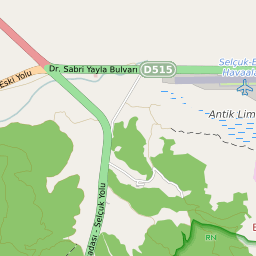 Dr. Sabri Yayla Bulvarı
D515
Selçuk-E
Havaala
Eski Yolu
Antik Lim
adası - Selçuk Yolu
RN
E